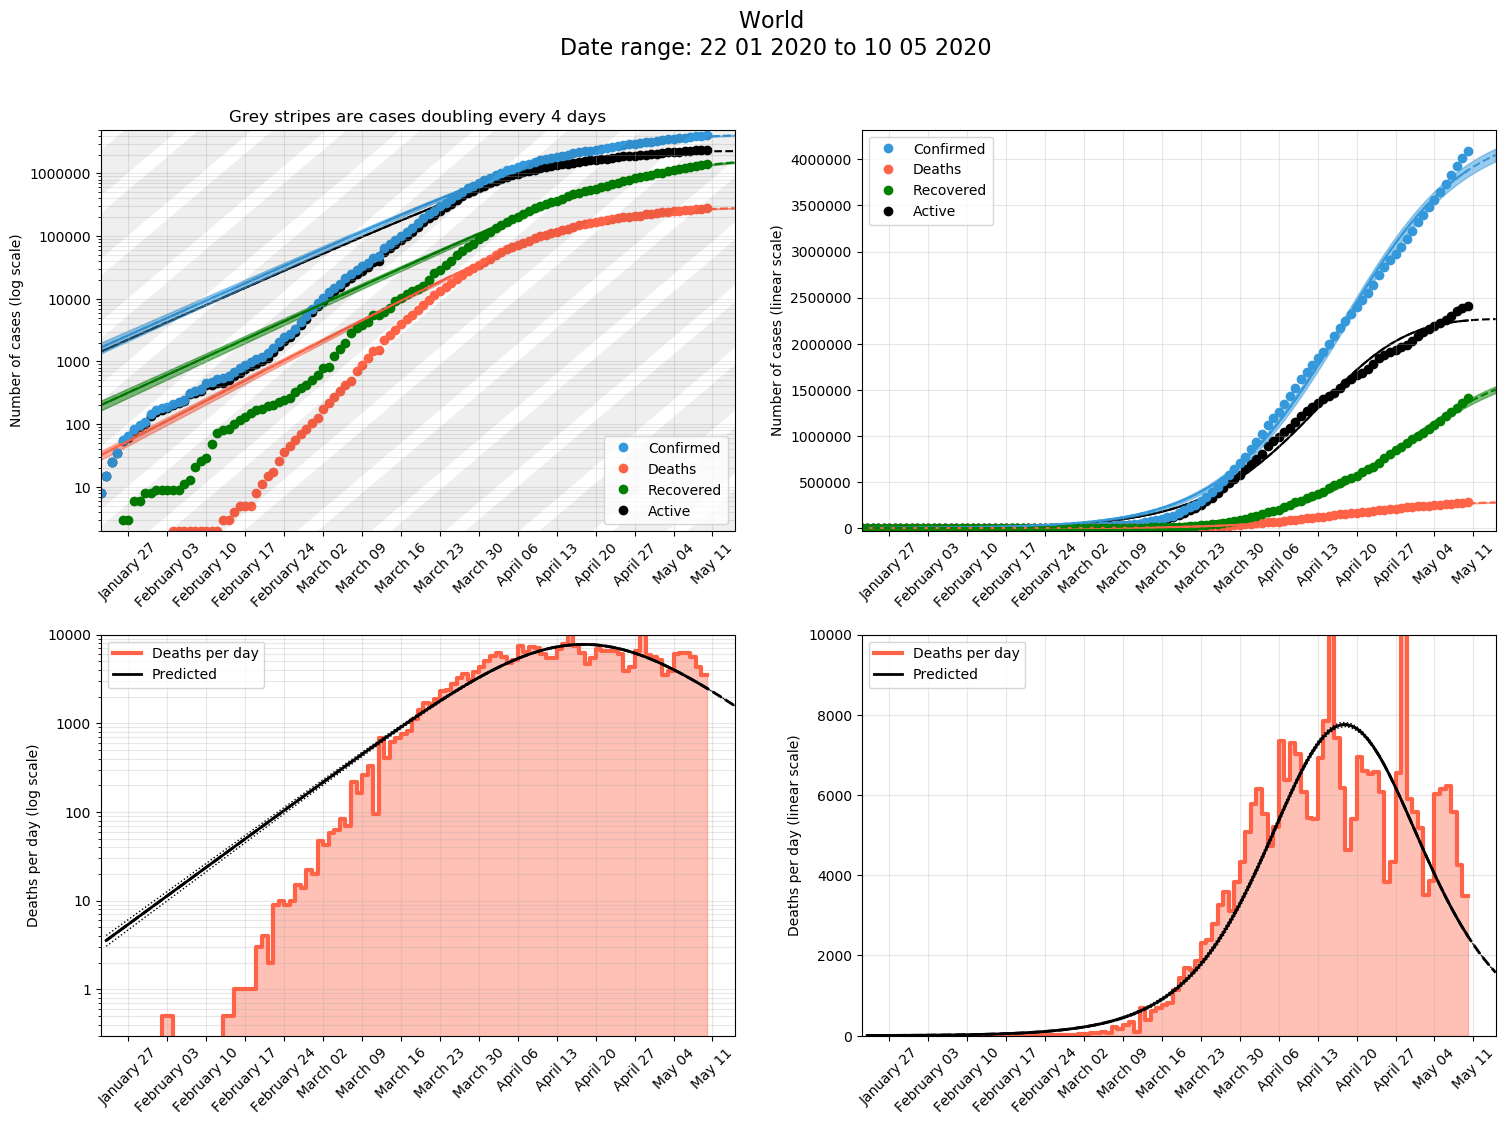 World
Date range: 22 01 2020 to 10 05 2020
Grey stripes are cases doubling every 4 days
Number of cases (log scale)
1000000
100000
10000
1000
100
10
Confirmed
Deaths
Recovered
Active
January 27
February 03
February 10
February 17
February 24
March 02
March 09
March 16
March 23
March 30
April 06
April 13
April 20
April 27
May 04
May 11
Number of cases (linear scale)
4000000
3500000
3000000
2500000
2000000
1500000
1000000
500000
0
Confirmed
Deaths
Recovered
Active
January 27
February 03
February 10
February 17
February 24
March 02
March 09
March 16
March 23
March 30
April 06
April 13
April 20
April 27
May 04
May 11
Deaths per day (log scale)
10000
1000
100
10
1
Deaths per day
Predicted
January 27
February 03
February 10
February 17
February 24
March 02
March 09
March 16
March 23
March 30
April 06
April 13
April 20
April 27
May 04
May 11
Deaths per day (linear scale)
10000
8000
6000
4000
2000
0
Deaths per day
Predicted
January 27
February 03
February 10
February 17
February 24
March 02
March 09
March 16
March 23
March 30
April 06
April 13
April 20
April 27
May 04
May 11